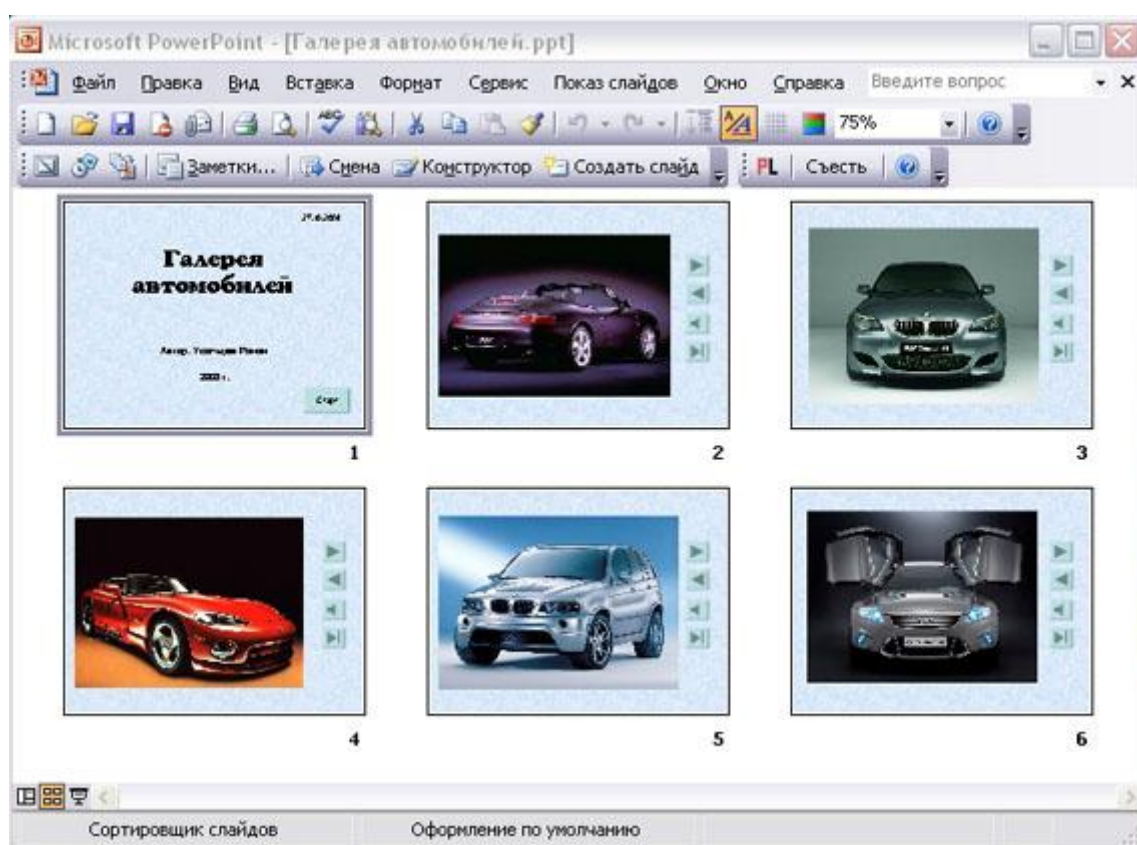 Microsoft PowerPoint - [Галерея автомобилей.ppt]
Файл Правка Вид Вставка Формат Сервис Показ слайдов Окно Справка Введите вопрос
75%
Заметки... Смена Конструктор Создать слайд PL Съесть
Галерея
автомобилей
Автор
Старт
1 2 3
4 5 6
Сортировщик слайдов Оформление по умолчанию